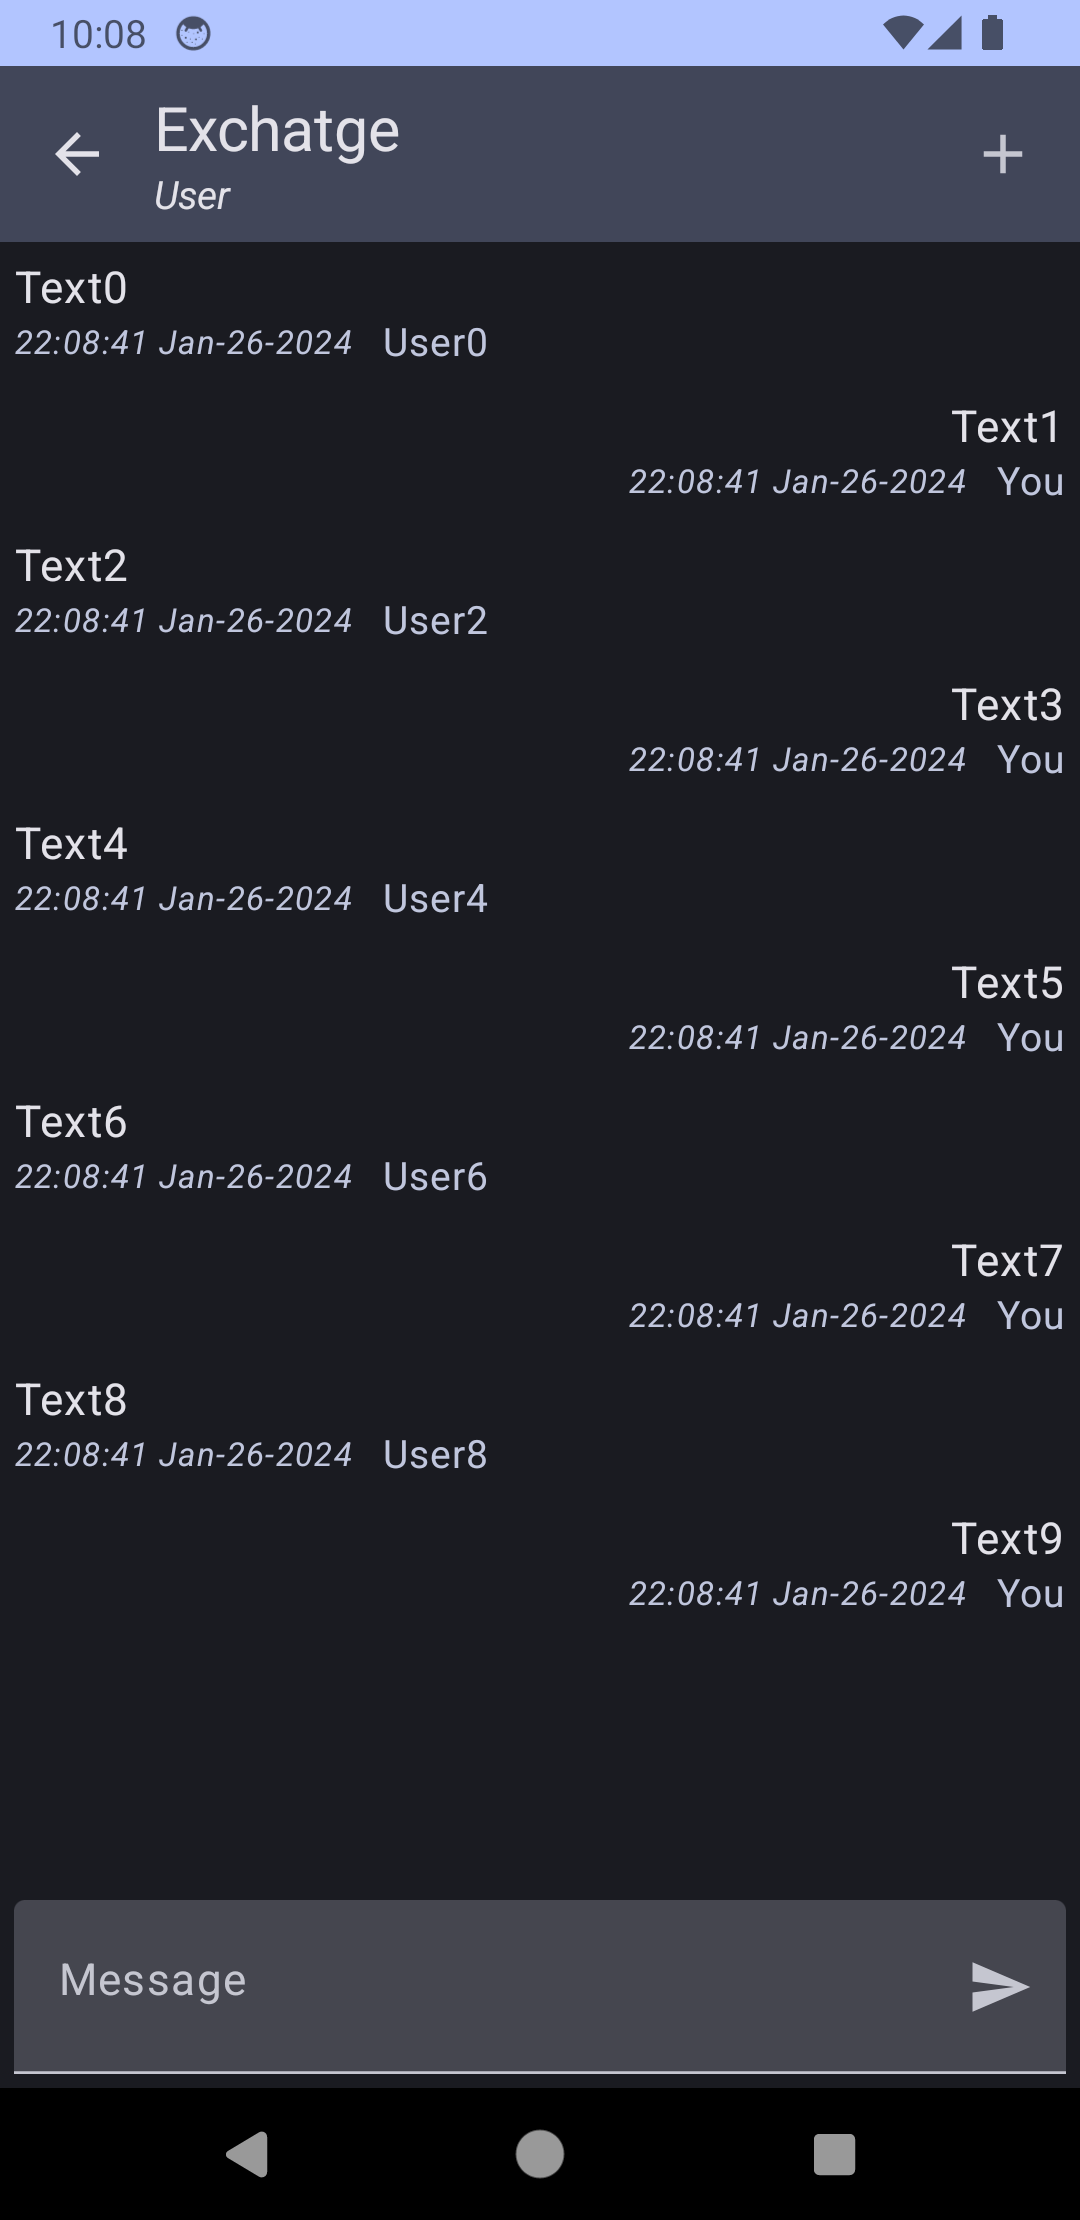 10:08
Exchatge
User
Text0
22:08:41 Jan-26-2024 User0
Text1
22:08:41 Jan-26-2024 You
Text2
22:08:41 Jan-26-2024 User2
Text3
22:08:41 Jan-26-2024 You
Text4
22:08:41 Jan-26-2024 User4
Text5
22:08:41 Jan-26-2024 You
Text6
22:08:41 Jan-26-2024 User6
Text7
22:08:41 Jan-26-2024 You
Text8
22:08:41 Jan-26-2024 User8
Text9
22:08:41 Jan-26-2024 You
Message